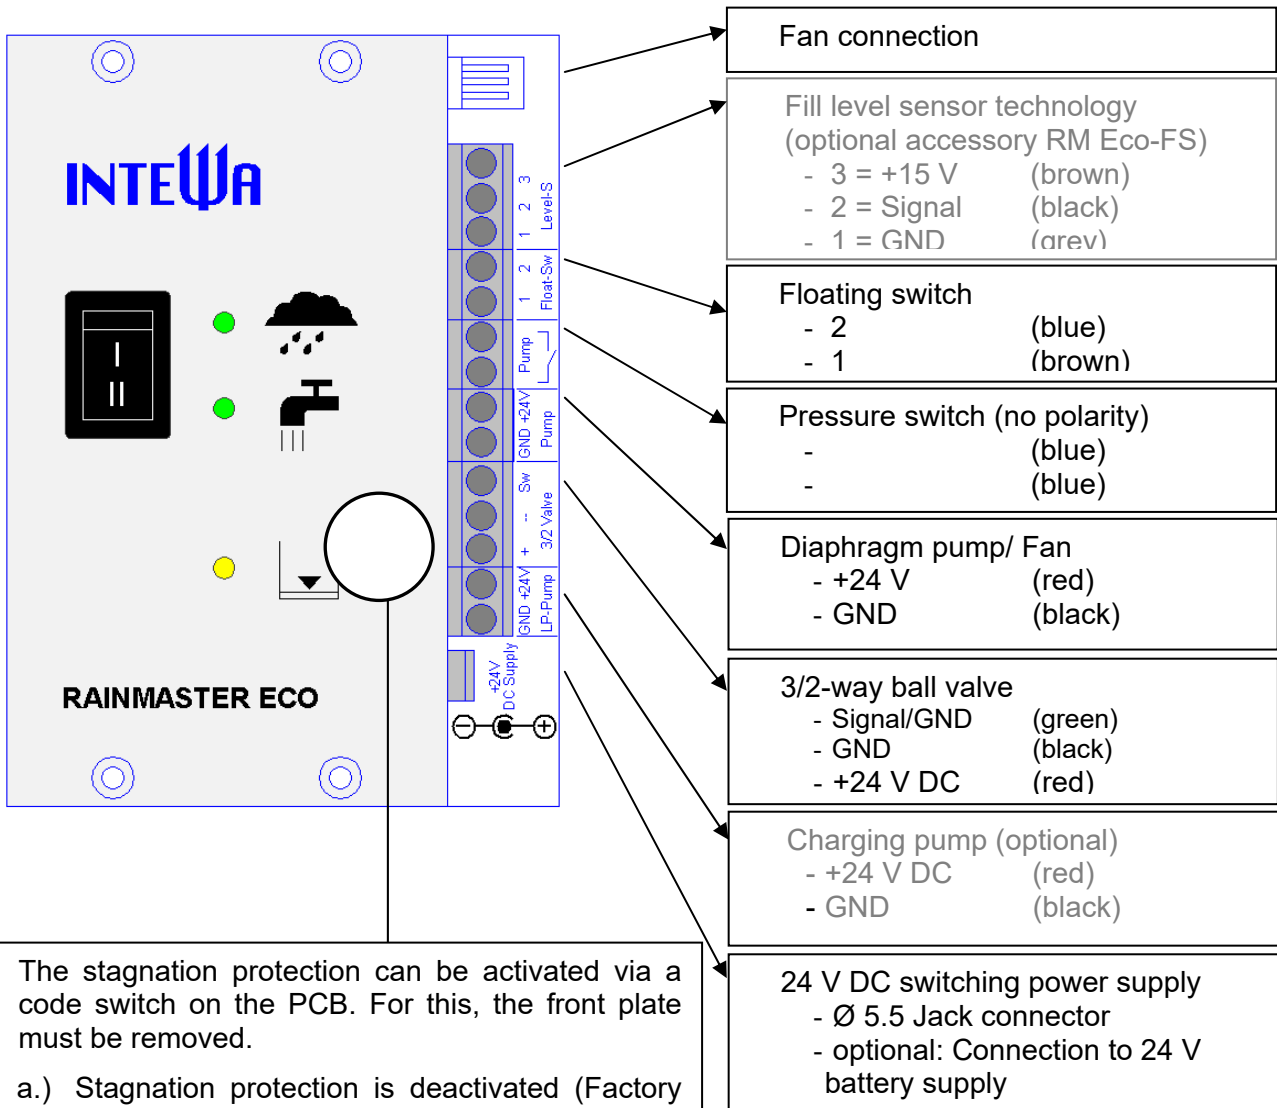 INTEWA
I
II
RAINMASTER ECO
1 2 3
Level-S
1 2
Float-Sw
Pump
GND +24V
Pump
+ -- Sw
3/2 Valve
GND +24V
LP-Pump
+24V
DC Supply
Fan connection
Fill level sensor technology
(optional accessory RM Eco-FS)
- 3 = +15 V (brown)
- 2 = Signal (black)
- 1 = GND (grey)
Floating switch
- 2 (blue)
- 1 (brown)
Pressure switch (no polarity)
- (blue)
- (blue)
Diaphragm pump/ Fan
- +24 V (red)
- GND (black)
3/2-way ball valve
- Signal/GND (green)
- GND (black)
- +24 V DC (red)
Charging pump (optional)
- +24 V DC (red)
- GND (black)
24 V DC switching power supply
- Ø 5.5 Jack connector
- optional: Connection to 24 V
battery supply
The stagnation protection can be activated via a
code switch on the PCB. For this, the front plate
must be removed.
a.) Stagnation protection is deactivated (Factory